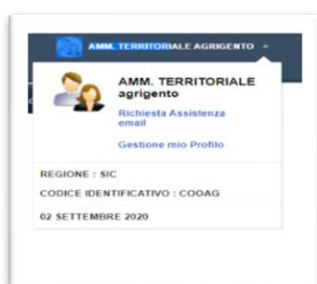 AMM. TERRITORIALE AGRIGENTO
AMM. TERRITORIALE
agrigento
Richiesta Assistenza
email
Gestione mio Profilo
REGIONE : SIC
CODICE IDENTIFICATIVO : COOAG
02 SETTEMBRE 2020